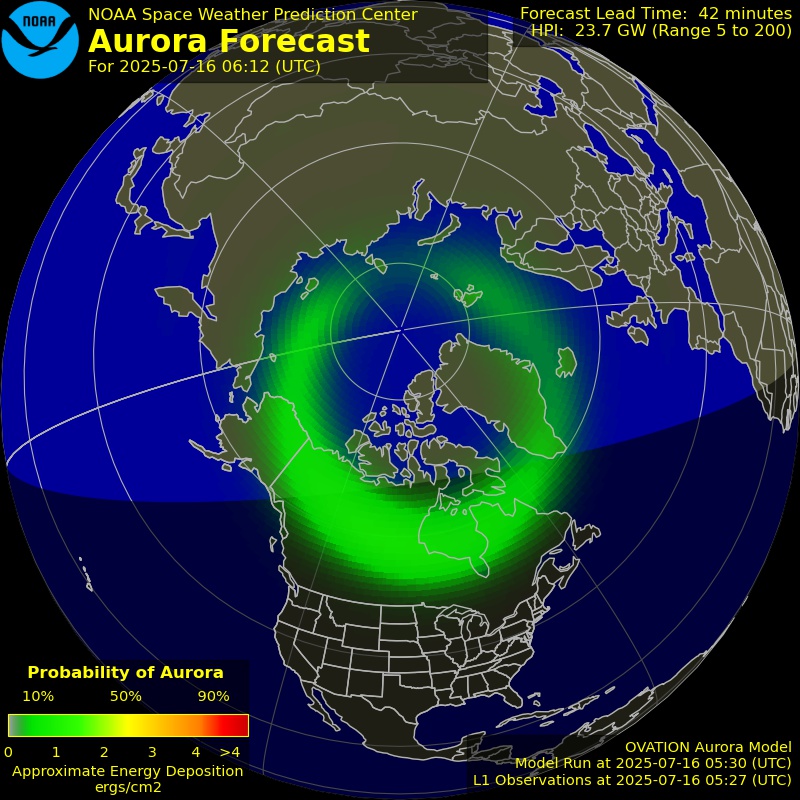 NOAA
NOAA Space Weather Prediction Center
Aurora Forecast
For 2025-07-16 06:12 (UTC)
Forecast Lead Time: 42 minutes
HPI: 23.7 GW (Range 5 to 200)
Probability of Aurora
10% 50% 90%
0 1 2 3 4 >4
Approximate Energy Deposition
ergs/cm2
OVATION Aurora Model
Model Run at 2025-07-16 05:30 (UTC)
L1 Observations at 2025-07-16 05:27 (UTC)